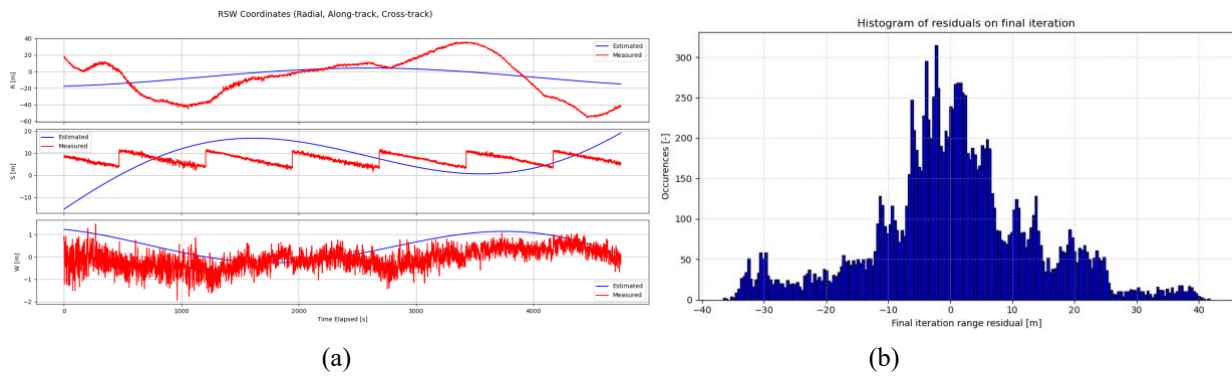 RSW Coordinates (Radial, Along-track, Cross-track)
40
20
0
−20
−40
−60
R [m]
Estimated
Measured
20
10
0
−10
S [m]
Estimated
Measured
1
0
−1
−2
W [m]
Estimated
Measured
0
1000
2000
3000
4000
Time Elapsed [s]
(a)
Histogram of residuals on final iteration
300
250
200
150
100
50
0
Occurences [-]
−40
−30
−20
−10
0
10
20
30
40
Final iteration range residual [m]
(b)